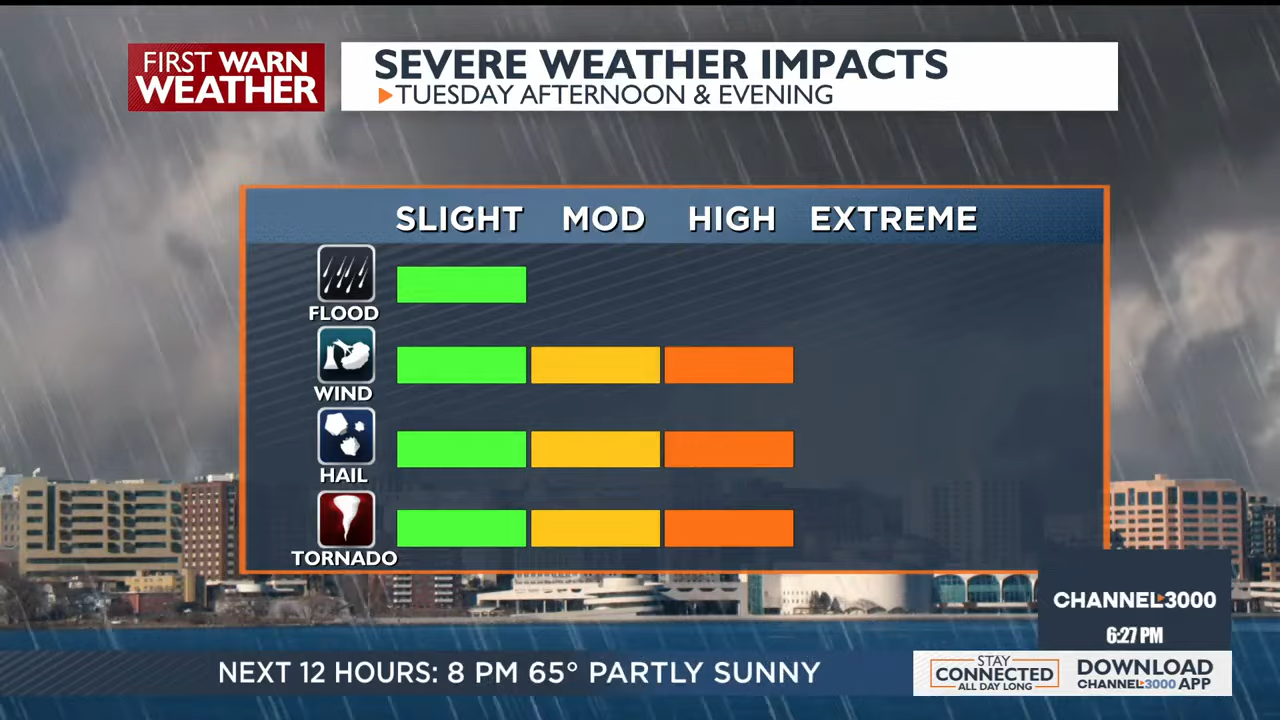 FIRST WARN
WEATHER
SEVERE WEATHER IMPACTS
TUESDAY AFTERNOON & EVENING
SLIGHT MOD HIGH EXTREME
FLOOD
WIND
HAIL
TORNADO
CHANNEL3000
6:27 PM
NEXT 12 HOURS: 8 PM 65° PARTLY SUNNY
STAY
CONNECTED
ALL DAY LONG
DOWNLOAD
CHANNEL3000 APP